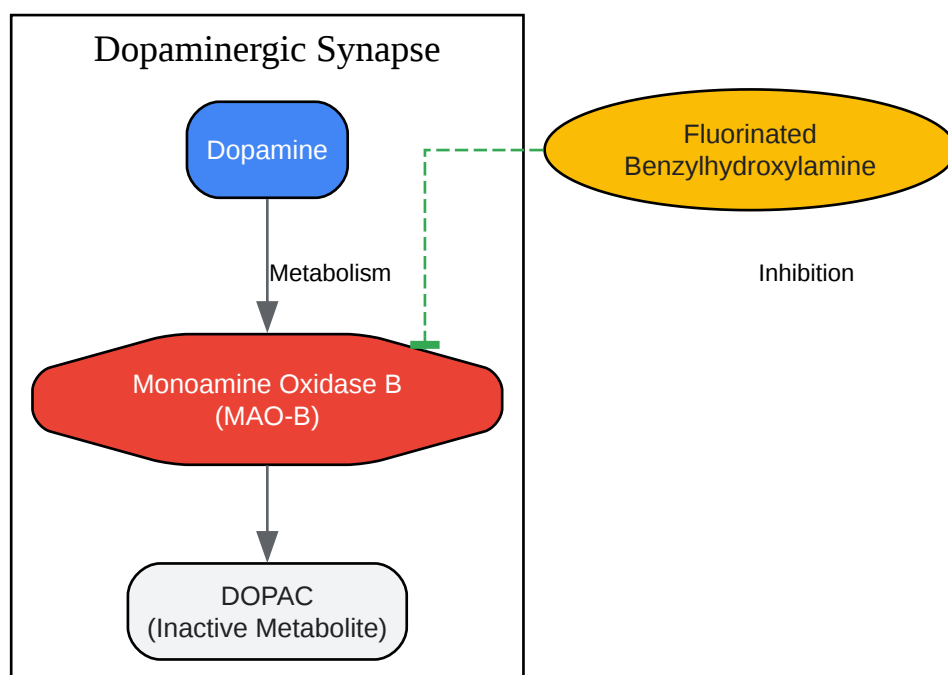 Dopaminergic Synapse
Dopamine
Fluorinated
Benzylhydroxylamine
Metabolism
Inhibition
Monoamine Oxidase B
(MAO-B)
DOPAC
(Inactive Metabolite)